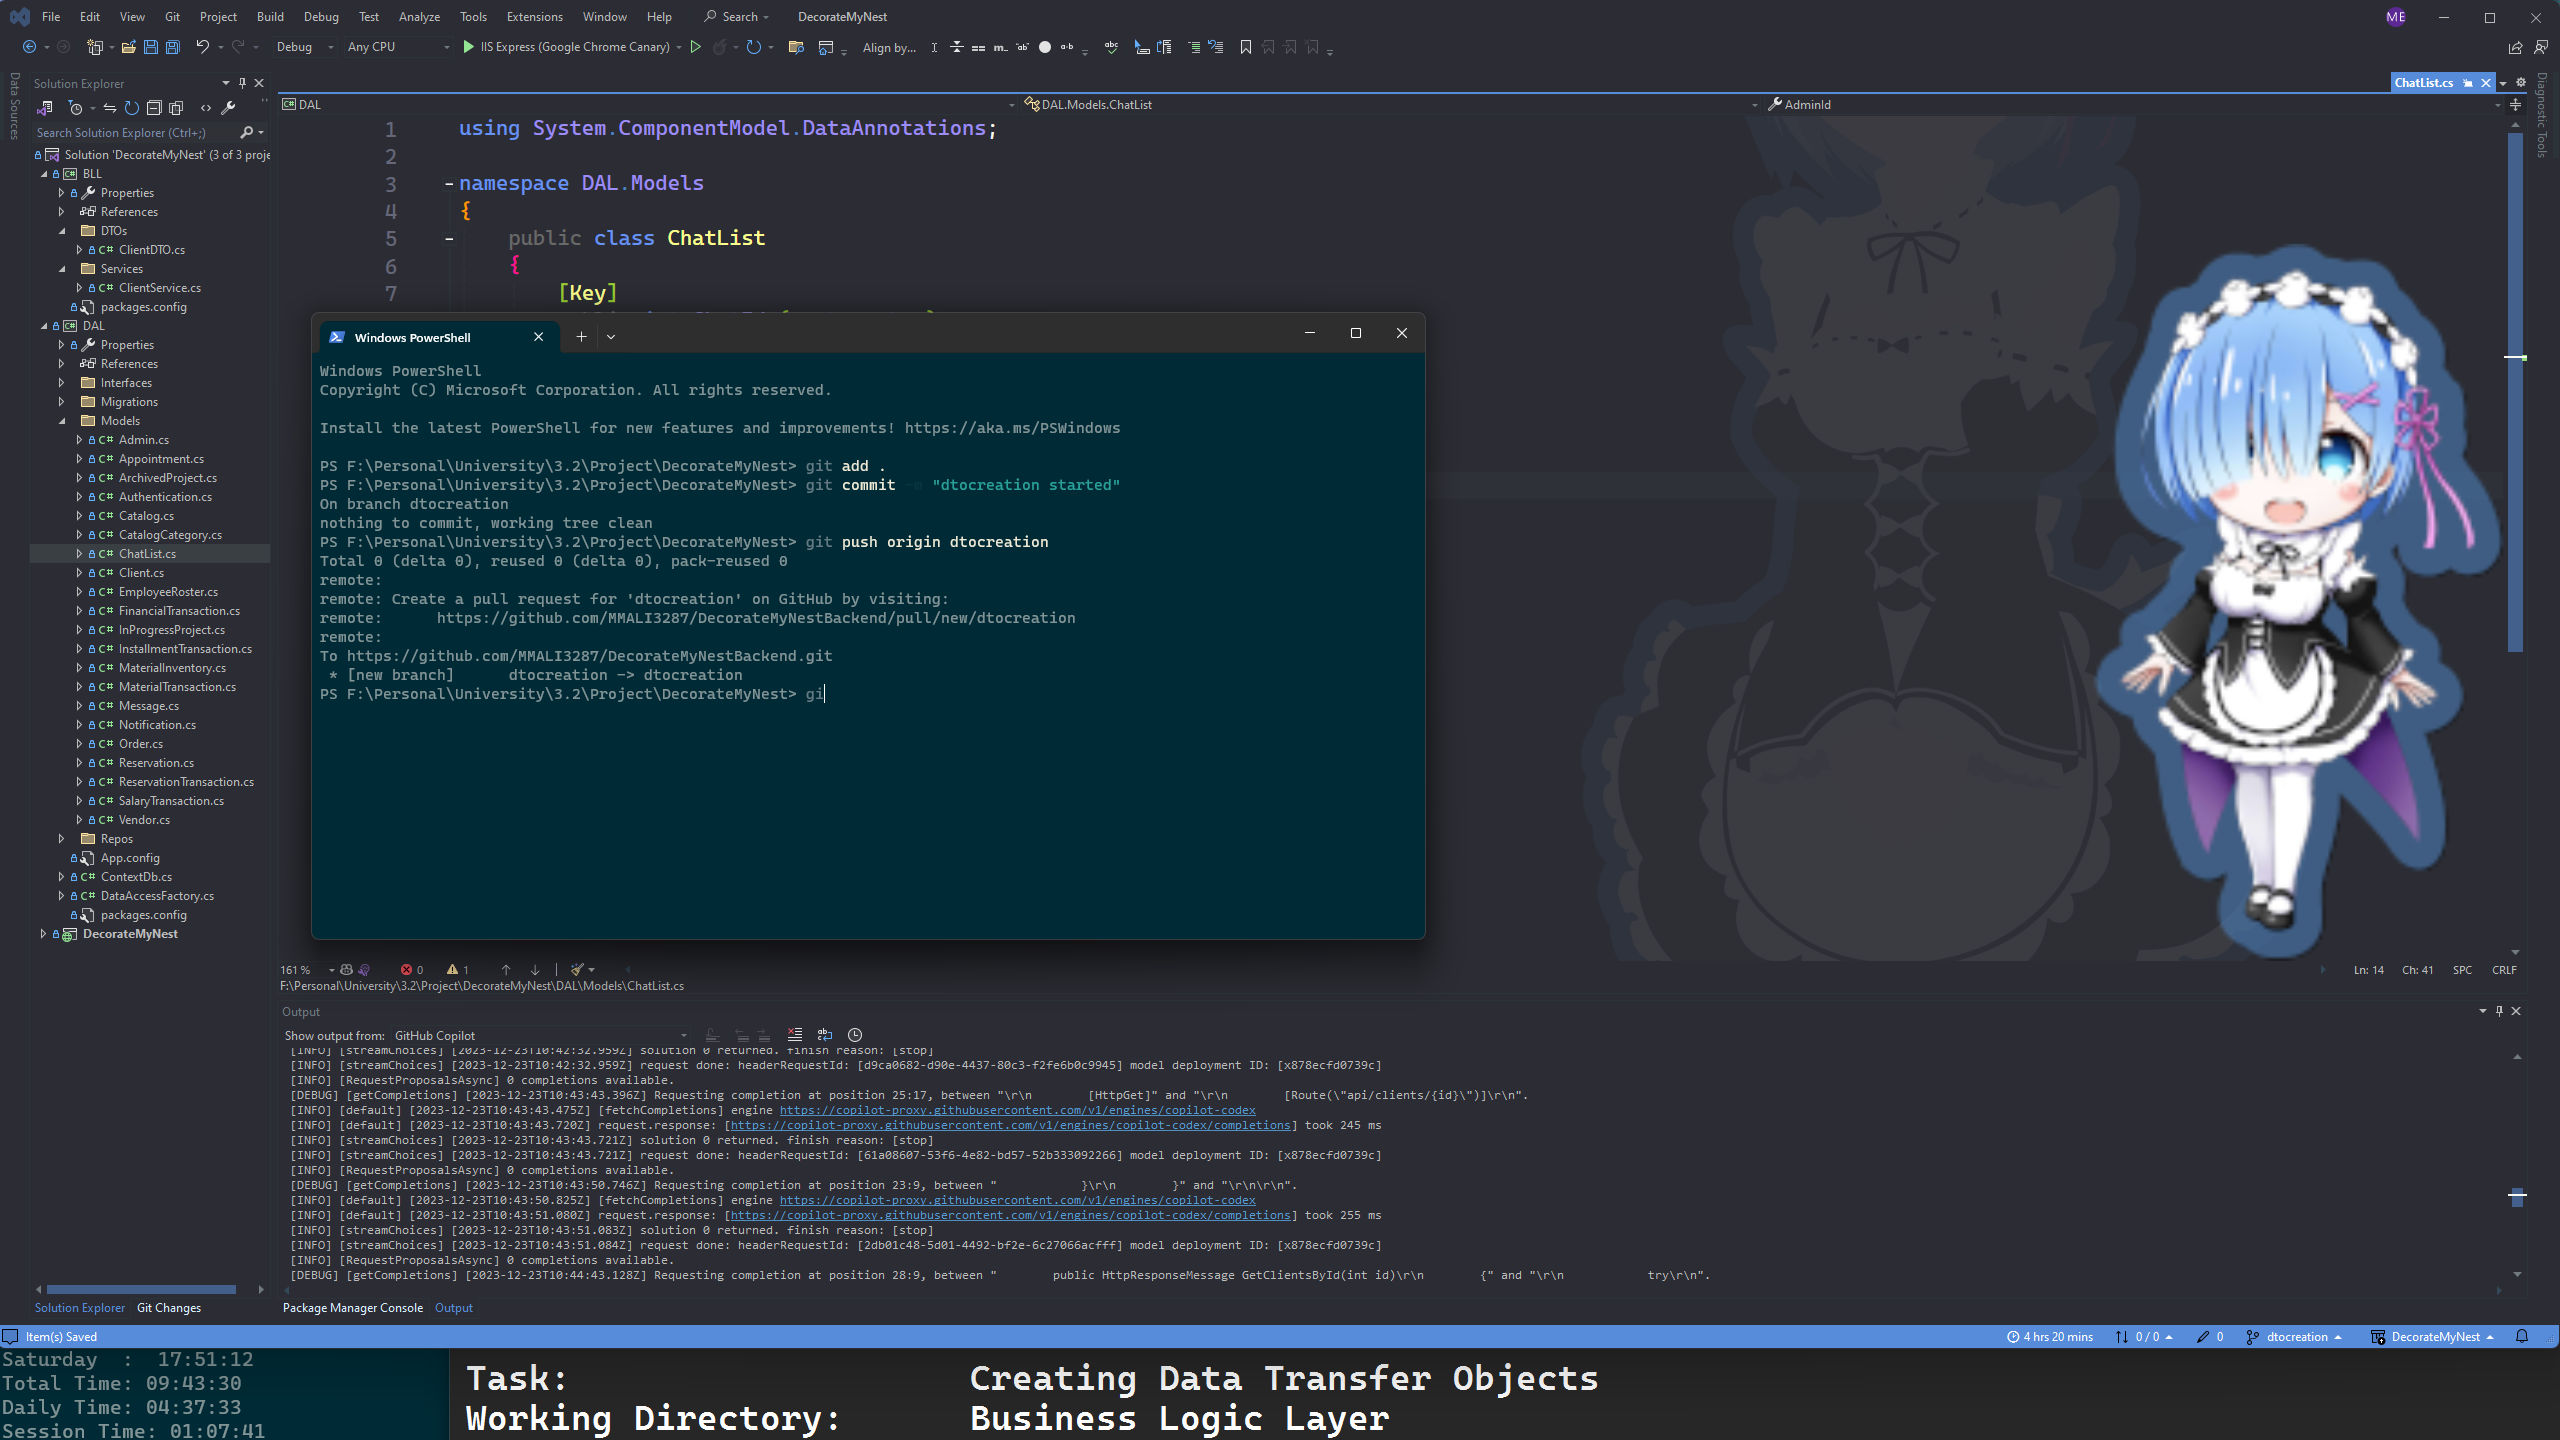 File Edit View Git Project Build Debug Test Analyze Tools Extensions Window Help Search DecorateMyNest ME
Debug Any CPU IIS Express (Google Chrome Canary) Align by...
Data Sources
Solution Explorer
Search Solution Explorer (Ctrl+;)
Solution 'DecorateMyNest' (3 of 3 proje
BLL
Properties
References
DTOs
C# ClientDTO.cs
Services
C# ClientService.cs
packages.config
DAL
Properties
References
Interfaces
Migrations
Models
C# Admin.cs
C# Appointment.cs
C# ArchivedProject.cs
C# Authentication.cs
C# Catalog.cs
C# CatalogCategory.cs
C# ChatList.cs
C# Client.cs
C# EmployeeRoster.cs
C# FinancialTransaction.cs
C# InProgressProject.cs
C# InstallmentTransaction.cs
C# MaterialInventory.cs
C# MaterialTransaction.cs
C# Message.cs
C# Notification.cs
C# Order.cs
C# Reservation.cs
C# ReservationTransaction.cs
C# SalaryTransaction.cs
C# Vendor.cs
Repos
App.config
C# ContextDb.cs
C# DataAccessFactory.cs
packages.config
DecorateMyNest
Solution Explorer Git Changes
ChatList.cs
Diagnostic Tools
DAL DAL.Models.ChatList AdminId
1 using System.ComponentModel.DataAnnotations;
2
3 namespace DAL.Models
4 {
5 public class ChatList
6 {
7 [Key]
Windows PowerShell
Windows PowerShell
Copyright (C) Microsoft Corporation. All rights reserved.
Install the latest PowerShell for new features and improvements! https://aka.ms/PSWindows
PS F:\Personal\University\3.2\Project\DecorateMyNest> git add .
PS F:\Personal\University\3.2\Project\DecorateMyNest> git commit -m "dtocreation started"
On branch dtocreation
nothing to commit, working tree clean
PS F:\Personal\University\3.2\Project\DecorateMyNest> git push origin dtocreation
Total 0 (delta 0), reused 0 (delta 0), pack-reused 0
remote:
remote: Create a pull request for 'dtocreation' on GitHub by visiting:
remote: https://github.com/MMALI3287/DecorateMyNestBackend/pull/new/dtocreation
remote:
To https://github.com/MMALI3287/DecorateMyNestBackend.git
* [new branch] dtocreation -> dtocreation
PS F:\Personal\University\3.2\Project\DecorateMyNest> gi
161 % 0 1 Ln: 14 Ch: 41 SPC CRLF
F:\Personal\University\3.2\Project\DecorateMyNest\DAL\Models\ChatList.cs
Output
Show output from: GitHub Copilot
[INFO] [streamChoices] [2023-12-23T10:42:32.959Z] solution 0 returned. finish reason: [stop]
[INFO] [streamChoices] [2023-12-23T10:42:32.959Z] request done: headerRequestId: [d9ca0682-d90e-4437-80c3-f2fe6b0c9945] model deployment ID: [x878ecfd0739c]
[INFO] [RequestProposalsAsync] 0 completions available.
[DEBUG] [getCompletions] [2023-12-23T10:43:43.396Z] Requesting completion at position 25:17, between "\r\n [HttpGet]" and "\r\n [Route(\"api/clients/{id}\")]\r\n".
[INFO] [default] [2023-12-23T10:43:43.475Z] [fetchCompletions] engine https://copilot-proxy.githubusercontent.com/v1/engines/copilot-codex
[INFO] [default] [2023-12-23T10:43:43.720Z] request.response: [https://copilot-proxy.githubusercontent.com/v1/engines/copilot-codex/completions] took 245 ms
[INFO] [streamChoices] [2023-12-23T10:43:43.721Z] solution 0 returned. finish reason: [stop]
[INFO] [streamChoices] [2023-12-23T10:43:43.721Z] request done: headerRequestId: [61a08607-53f6-4e82-bd57-52b333092266] model deployment ID: [x878ecfd0739c]
[INFO] [RequestProposalsAsync] 0 completions available.
[DEBUG] [getCompletions] [2023-12-23T10:43:50.746Z] Requesting completion at position 23:9, between " }\r\n }" and "\r\n\r\n".
[INFO] [default] [2023-12-23T10:43:50.825Z] [fetchCompletions] engine https://copilot-proxy.githubusercontent.com/v1/engines/copilot-codex
[INFO] [default] [2023-12-23T10:43:51.080Z] request.response: [https://copilot-proxy.githubusercontent.com/v1/engines/copilot-codex/completions] took 255 ms
[INFO] [streamChoices] [2023-12-23T10:43:51.083Z] solution 0 returned. finish reason: [stop]
[INFO] [streamChoices] [2023-12-23T10:43:51.084Z] request done: headerRequestId: [2db01c48-5d01-4492-bf2e-6c27066acfff] model deployment ID: [x878ecfd0739c]
[INFO] [RequestProposalsAsync] 0 completions available.
[DEBUG] [getCompletions] [2023-12-23T10:44:43.128Z] Requesting completion at position 28:9, between " public HttpResponseMessage GetClientsById(int id)\r\n {" and "\r\n try\r\n".
Package Manager Console Output
Item(s) Saved 4 hrs 20 mins 0 / 0 0 dtocreation DecorateMyNest
Saturday : 17:51:12
Total Time: 09:43:30
Daily Time: 04:37:33
Session Time: 01:07:41
Task: Creating Data Transfer Objects
Working Directory: Business Logic Layer